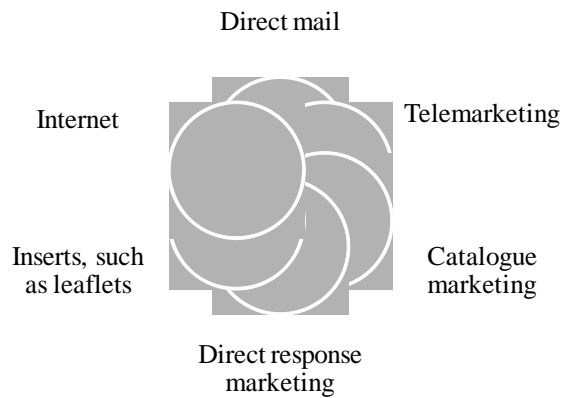 Direct mail
Internet
Telemarketing
Inserts, such
as leaflets
Catalogue
marketing
Direct response
marketing